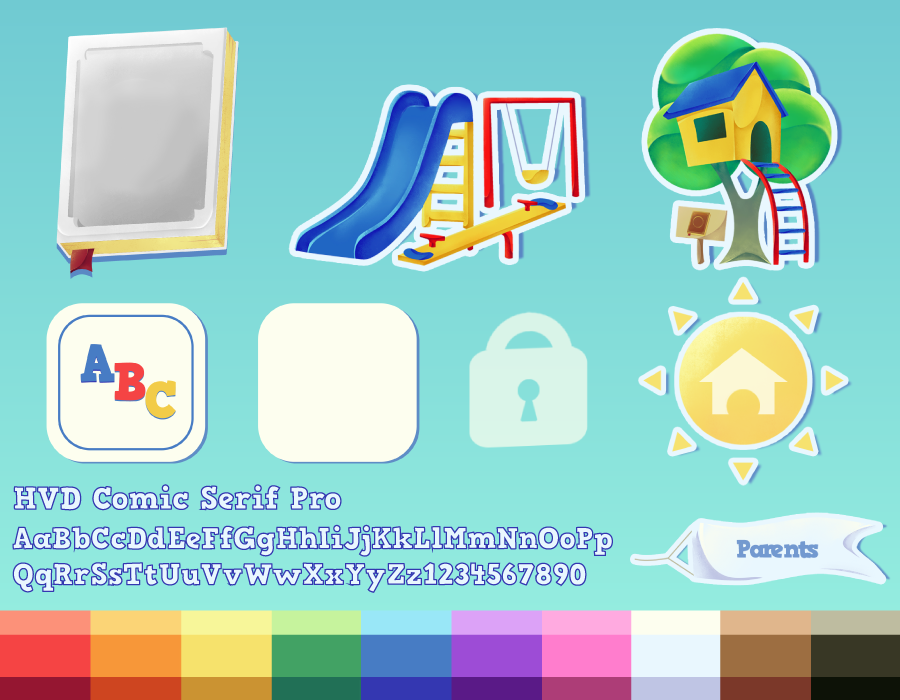 ABC
HVD Comic Serif Pro
AaBbCcDdEeFfGgHhIiJjKkLlMmNnOoPp
QqRrSsTtUuVvWwXxYyZz1234567890
Parents